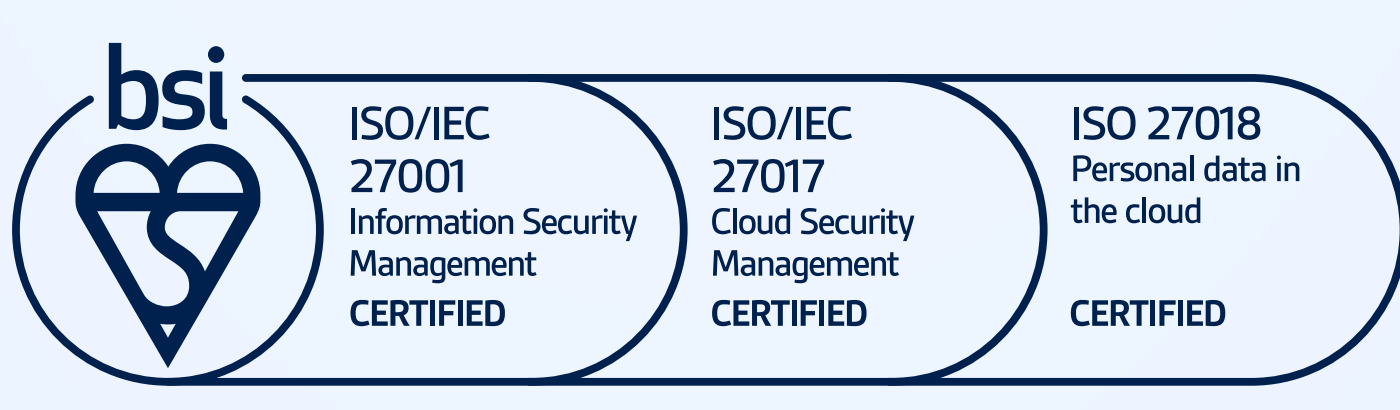 bsi
ISO/IEC
27001
Information Security
Management
CERTIFIED
ISO/IEC
27017
Cloud Security
Management
CERTIFIED
ISO 27018
Personal data in
the cloud
CERTIFIED